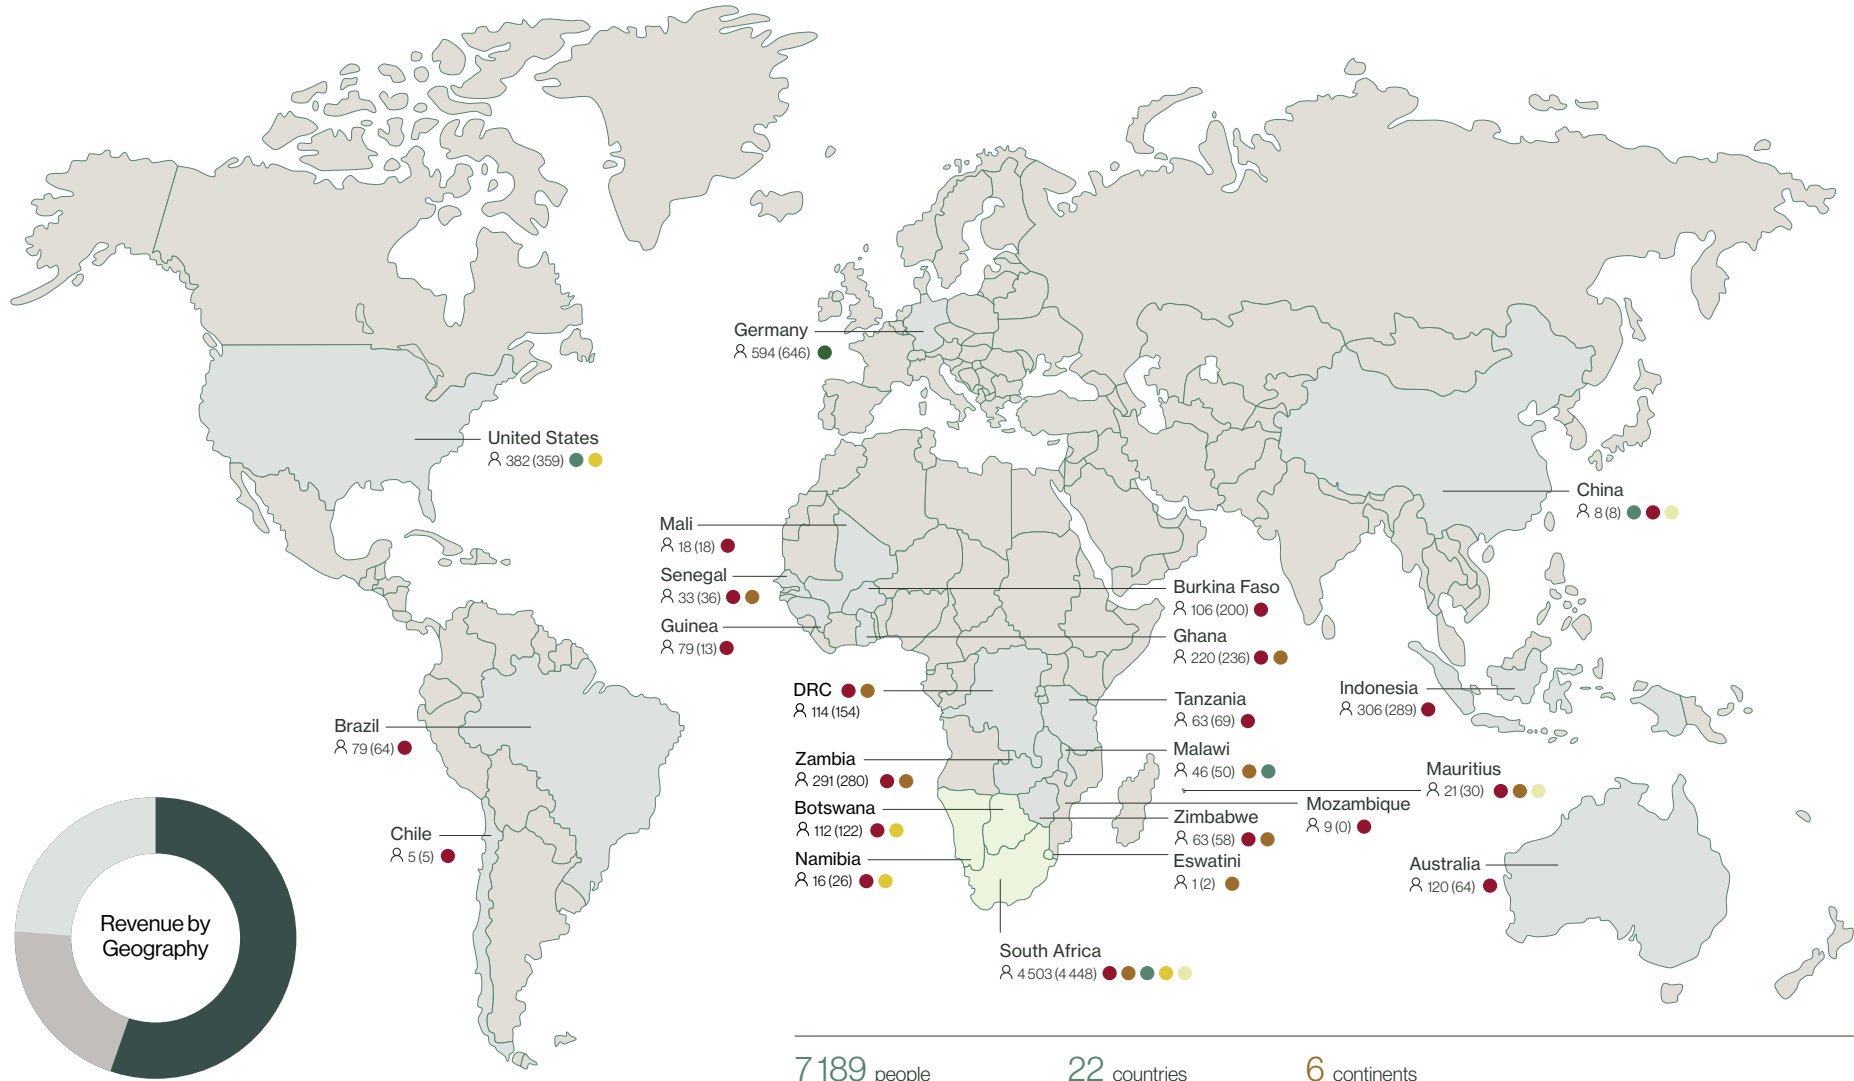 Germany
594 (646)
United States
382 (359)
China
8 (8)
Mali
18 (18)
Senegal
33 (36)
Guinea
79 (13)
Burkina Faso
106 (200)
Ghana
220 (236)
DRC
114 (154)
Tanzania
63 (69)
Indonesia
306 (289)
Brazil
79 (64)
Zambia
291 (280)
Malawi
46 (50)
Mauritius
21 (30)
Botswana
112 (122)
Mozambique
9 (0)
Zimbabwe
63 (58)
Chile
5 (5)
Namibia
16 (26)
Eswatini
1 (2)
Australia
120 (64)
Revenue by
Geography
South Africa
4 503 (4 448)
7 189 people
22 countries
6 continents